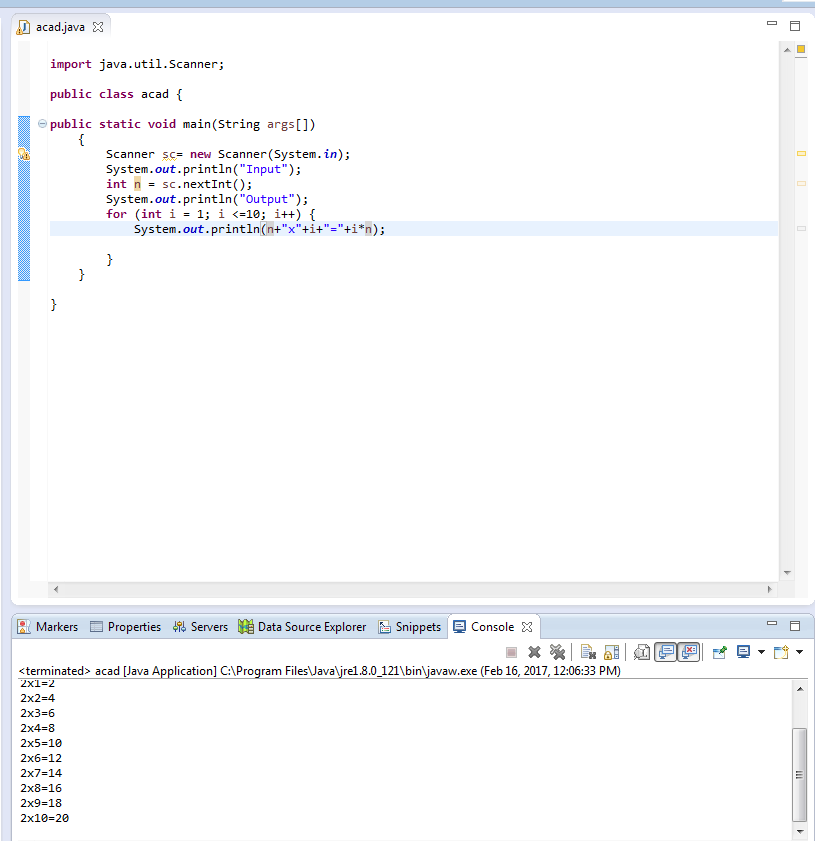 acad.java
import java.util.Scanner;
public class acad {
public static void main(String args[])
{
Scanner sc= new Scanner(System.in);
System.out.println("Input");
int n = sc.nextInt();
System.out.println("Output");
for (int i = 1; i <=10; i++) {
System.out.println(n+"x"+i+"="+i*n);
}
}
}
Markers Properties Servers Data Source Explorer Snippets Console
<terminated> acad [Java Application] C:\Program Files\Java\jre1.8.0_121\bin\javaw.exe (Feb 16, 2017, 12:06:33 PM)
2x1=2
2x2=4
2x3=6
2x4=8
2x5=10
2x6=12
2x7=14
2x8=16
2x9=18
2x10=20